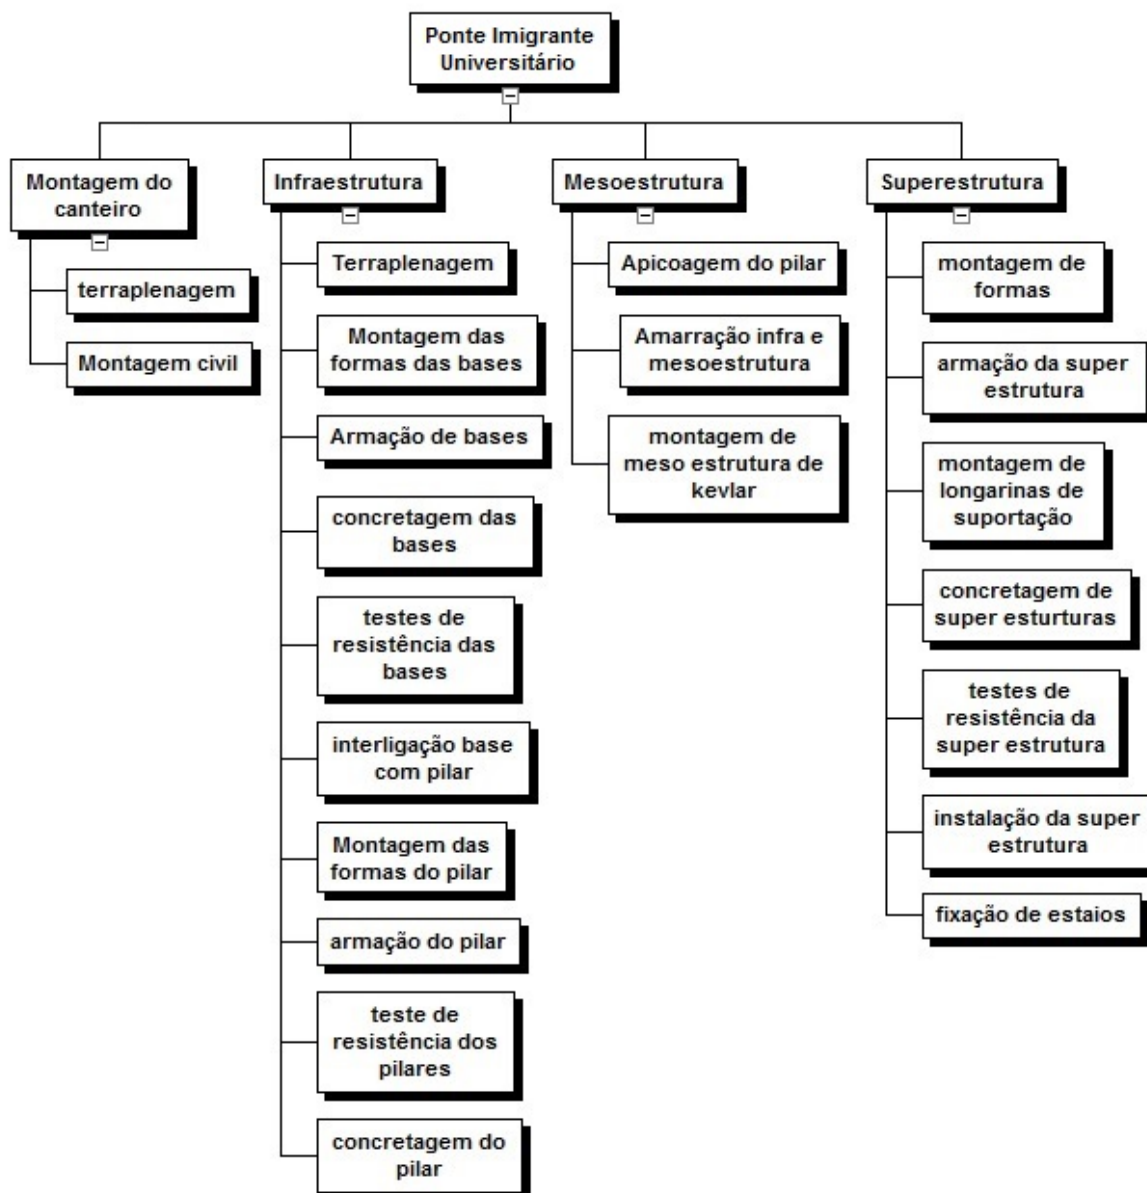 Ponte Imigrante
Universitário
Montagem do
canteiro
terraplenagem
Montagem civil
Infraestrutura
Terraplenagem
Montagem das
formas das bases
Armação de bases
concretagem das
bases
testes de
resistência das
bases
interligação base
com pilar
Montagem das
formas do pilar
armação do pilar
teste de
resistência dos
pilares
concretagem do
pilar
Mesoestrutura
Apicoagem do pilar
Amarração infra e
mesoestrutura
montagem de
meso estrutura de
kevlar
Superestrutura
montagem de
formas
armação da super
estrutura
montagem de
longarinas de
suportação
concretagem de
super esturturas
testes de
resistência da
super estrutura
instalação da super
estrutura
fixação de estaios